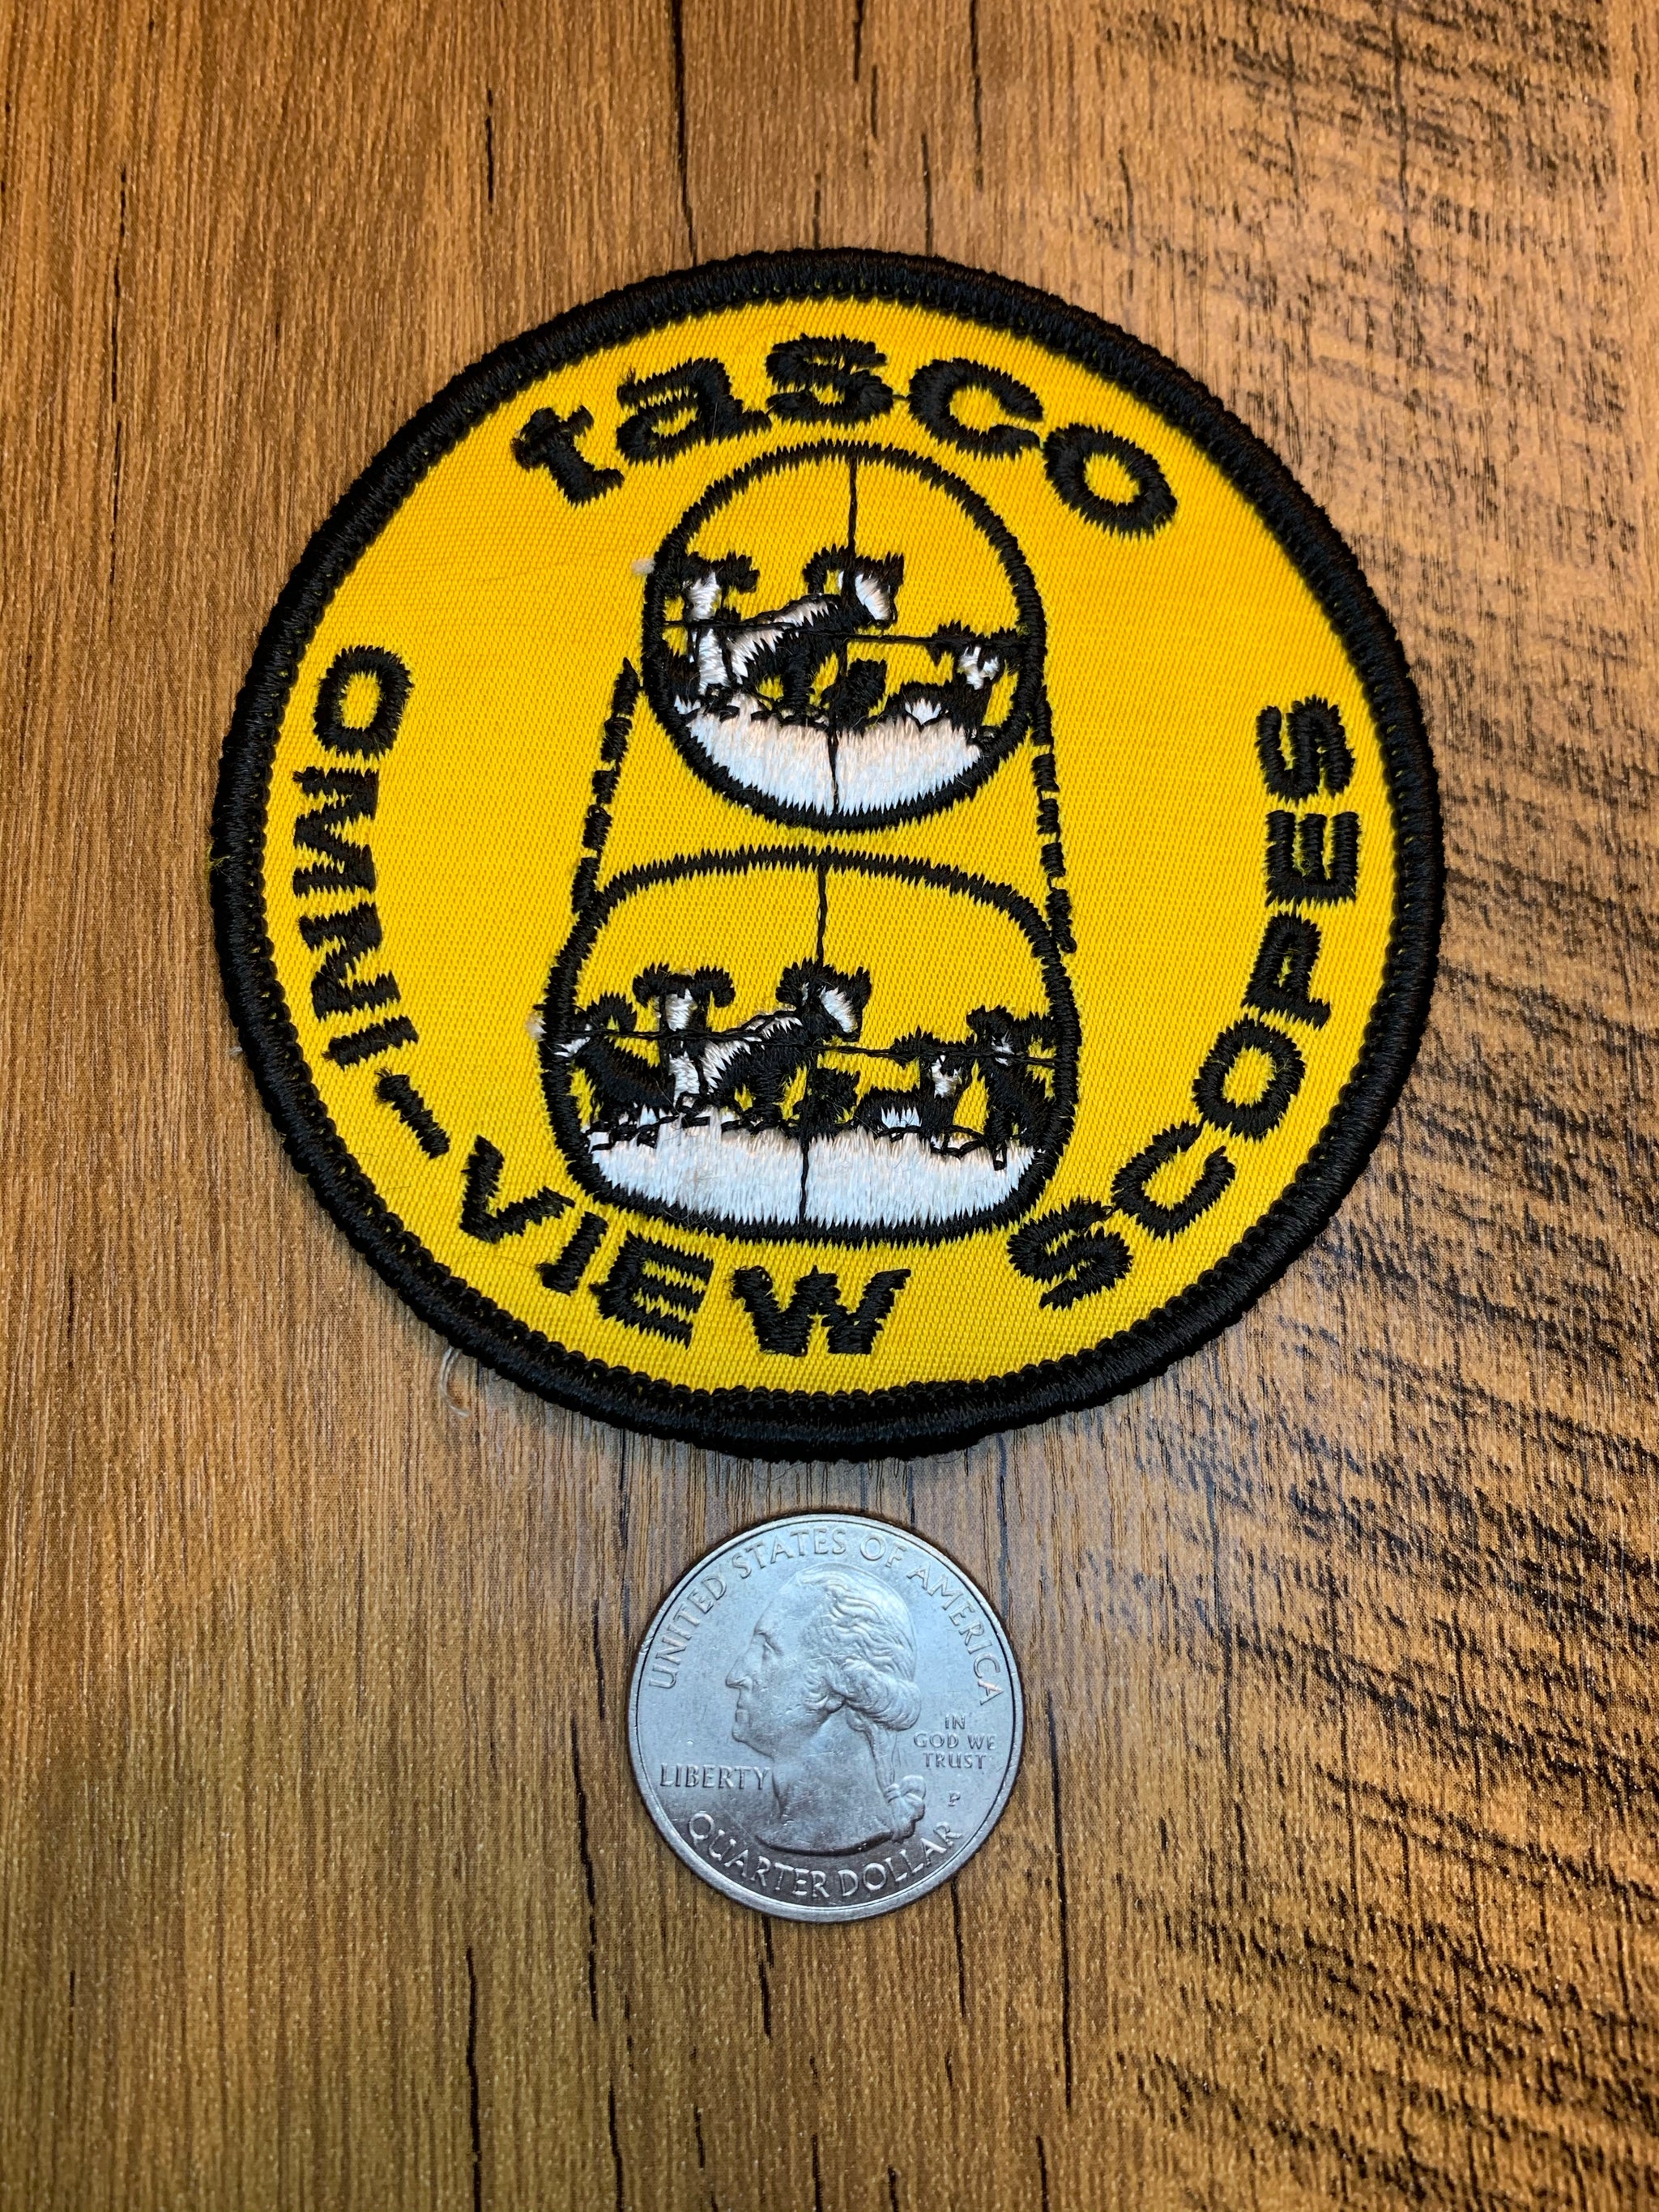 tasco
OMNI-VIEW SCOPES
UNITED STATES OF AMERICA
IN
GOD WE
TRUST
LIBERTY
P
QUARTER DOLLAR